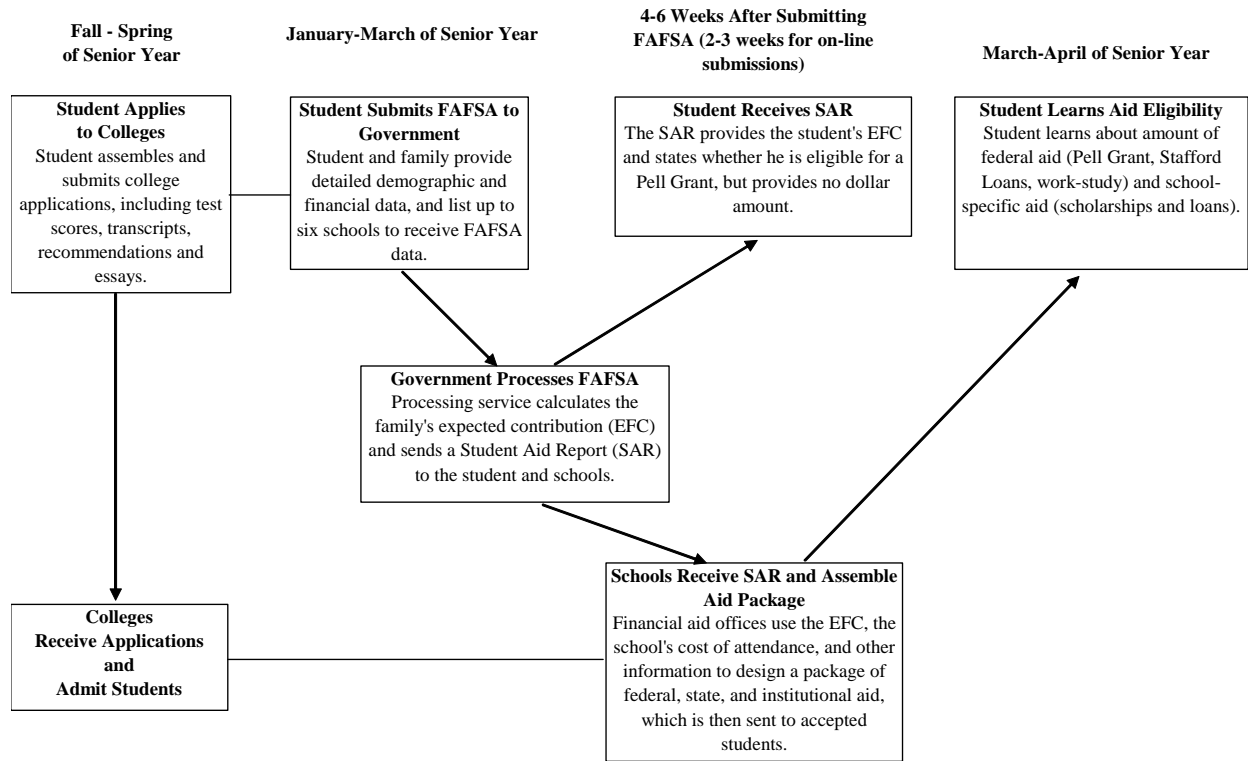 Fall - Spring
of Senior Year
January-March of Senior Year
4-6 Weeks After Submitting
FAFSA (2-3 weeks for on-line
submissions)
March-April of Senior Year
Student Applies
to Colleges
Student assembles and
submits college
applications, including test
scores, transcripts,
recommendations and
essays.
Student Submits FAFSA to
Government
Student and family provide
detailed demographic and
financial data, and list up to
six schools to receive FAFSA
data.
Student Receives SAR
The SAR provides the student's EFC
and states whether he is eligible for a
Pell Grant, but provides no dollar
amount.
Student Learns Aid Eligibility
Student learns about amount of
federal aid (Pell Grant, Stafford
Loans, work-study) and school-
specific aid (scholarships and loans).
Government Processes FAFSA
Processing service calculates the
family's expected contribution (EFC)
and sends a Student Aid Report (SAR)
to the student and schools.
Colleges
Receive Applications
and
Admit Students
Schools Receive SAR and Assemble
Aid Package
Financial aid offices use the EFC, the
school's cost of attendance, and other
information to design a package of
federal, state, and institutional aid,
which is then sent to accepted
students.